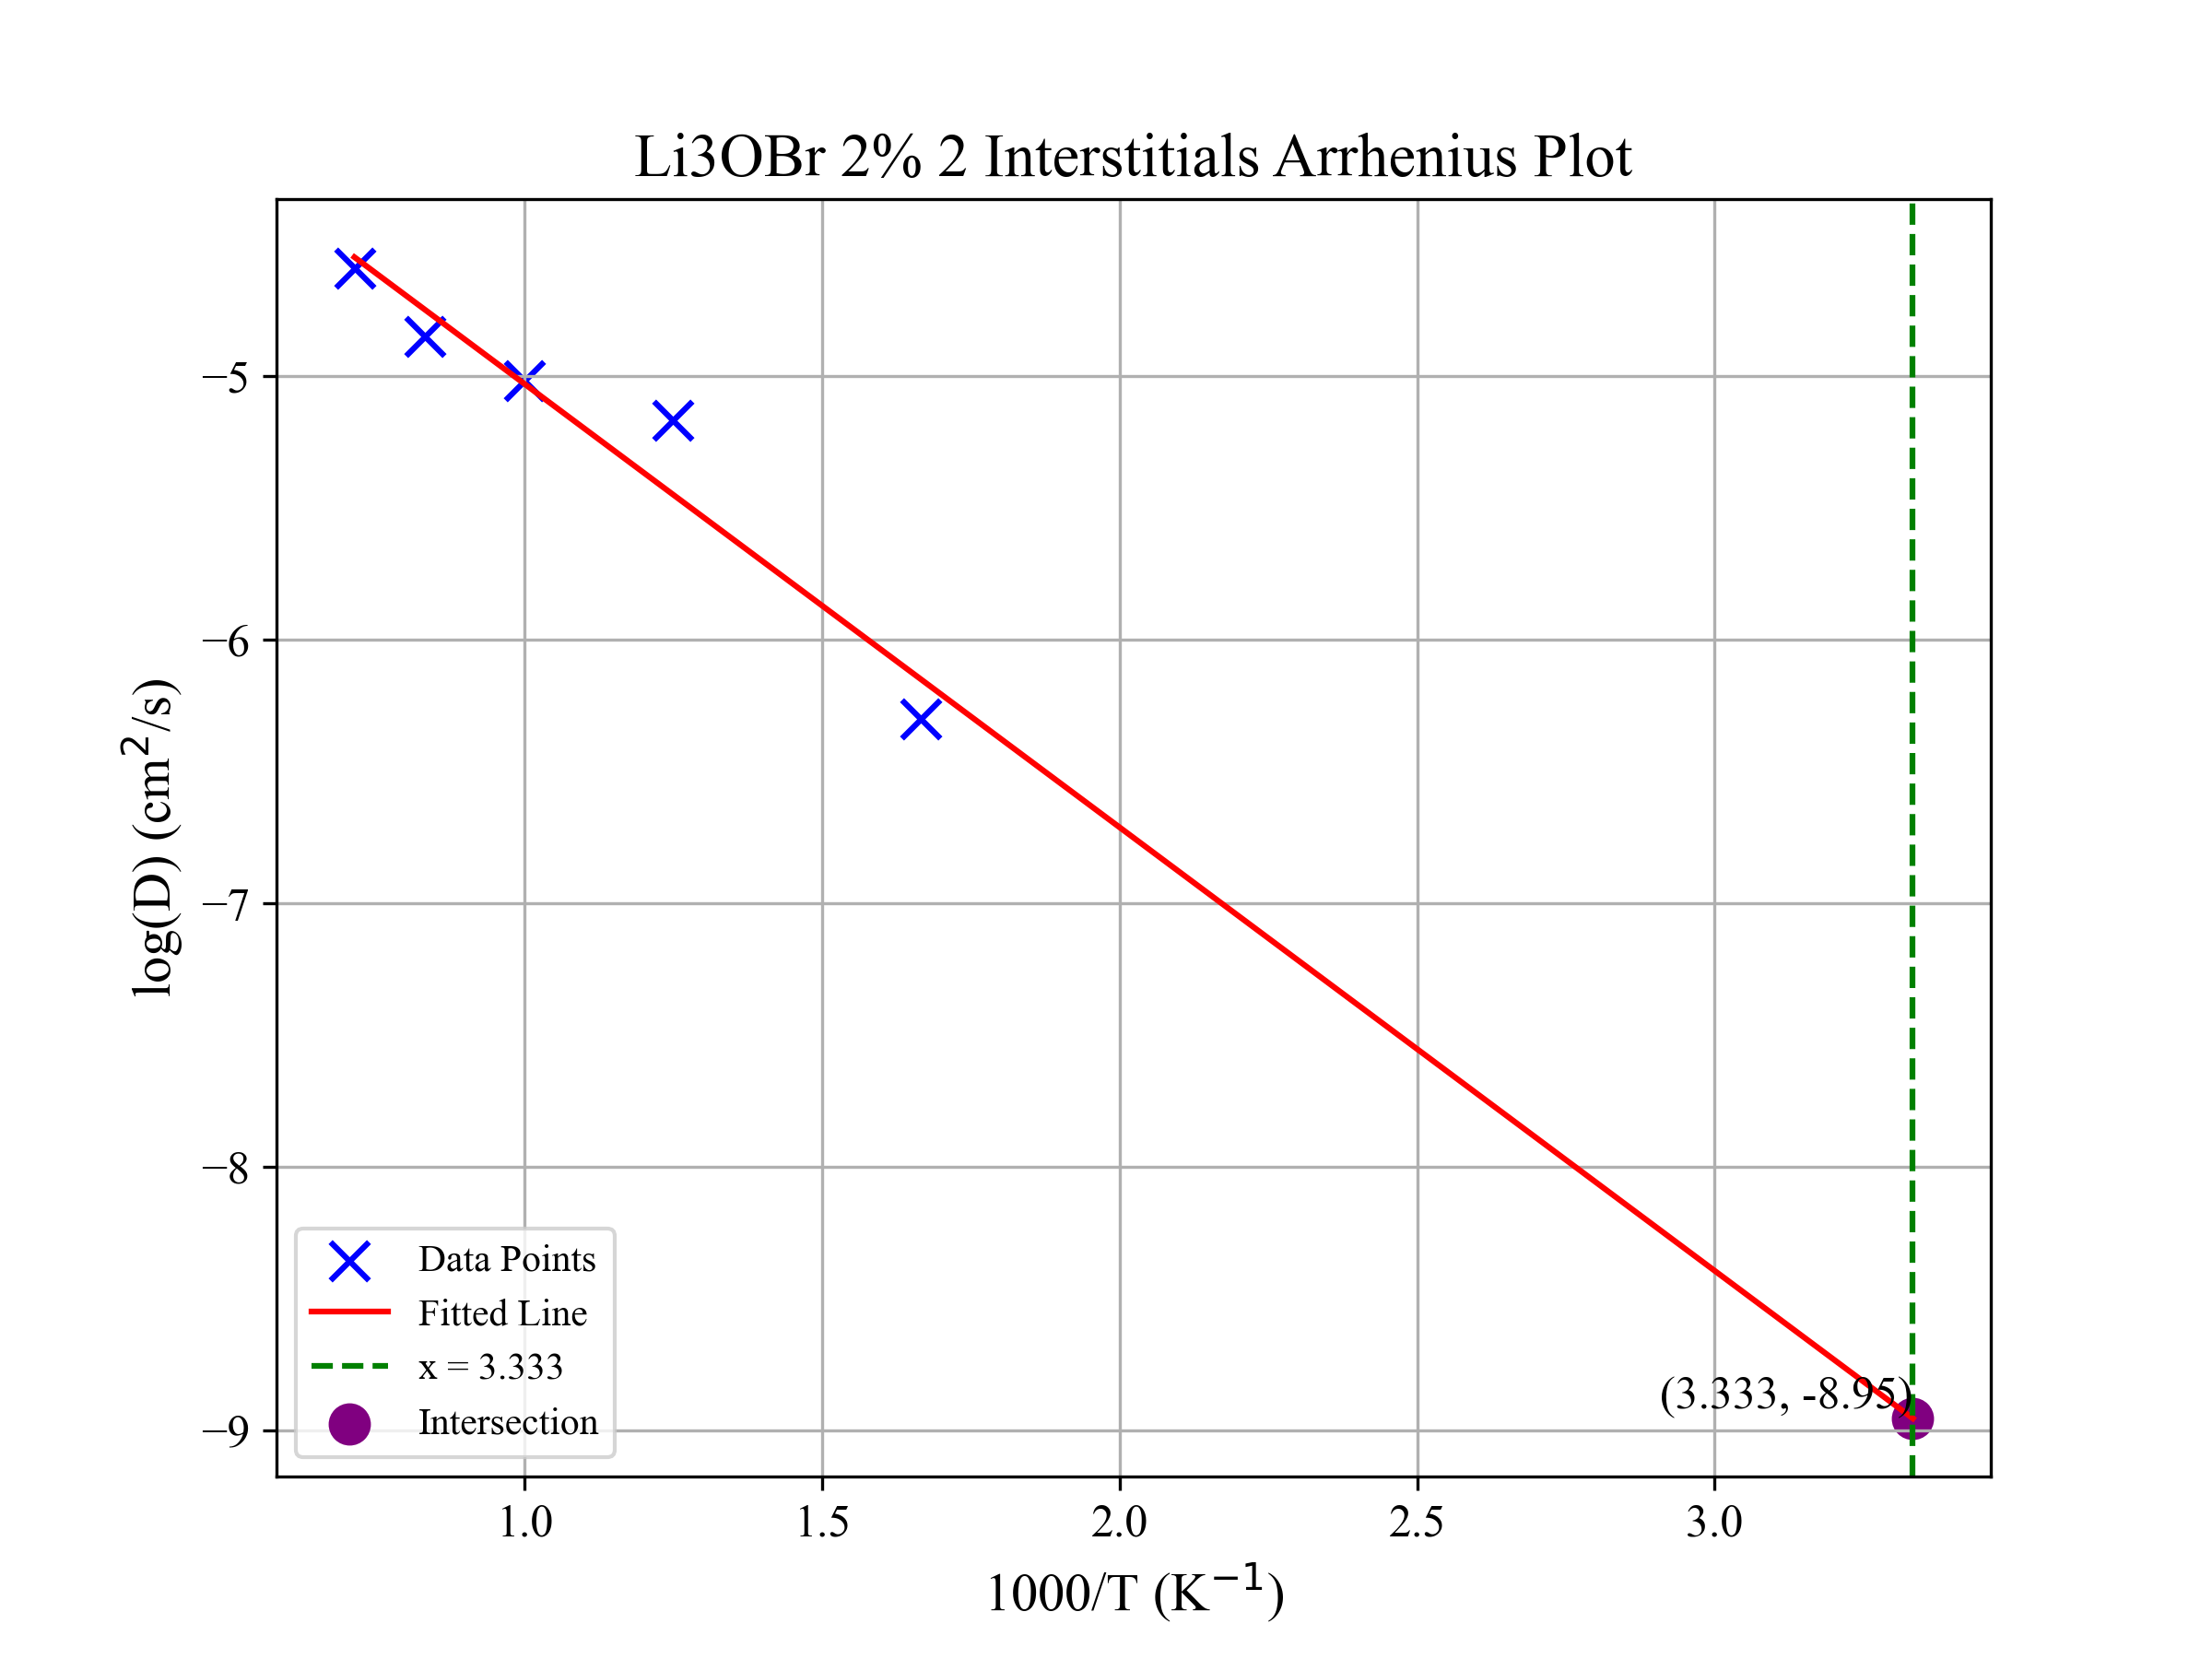 Li3OBr 2% 2 Interstitials Arrhenius Plot
log(D) (cm²/s)
−5
−6
−7
−8
−9
Data Points
Fitted Line
x = 3.333
Intersection
(3.333, -8.95)
1.0 1.5 2.0 2.5 3.0
1000/T (K⁻¹)